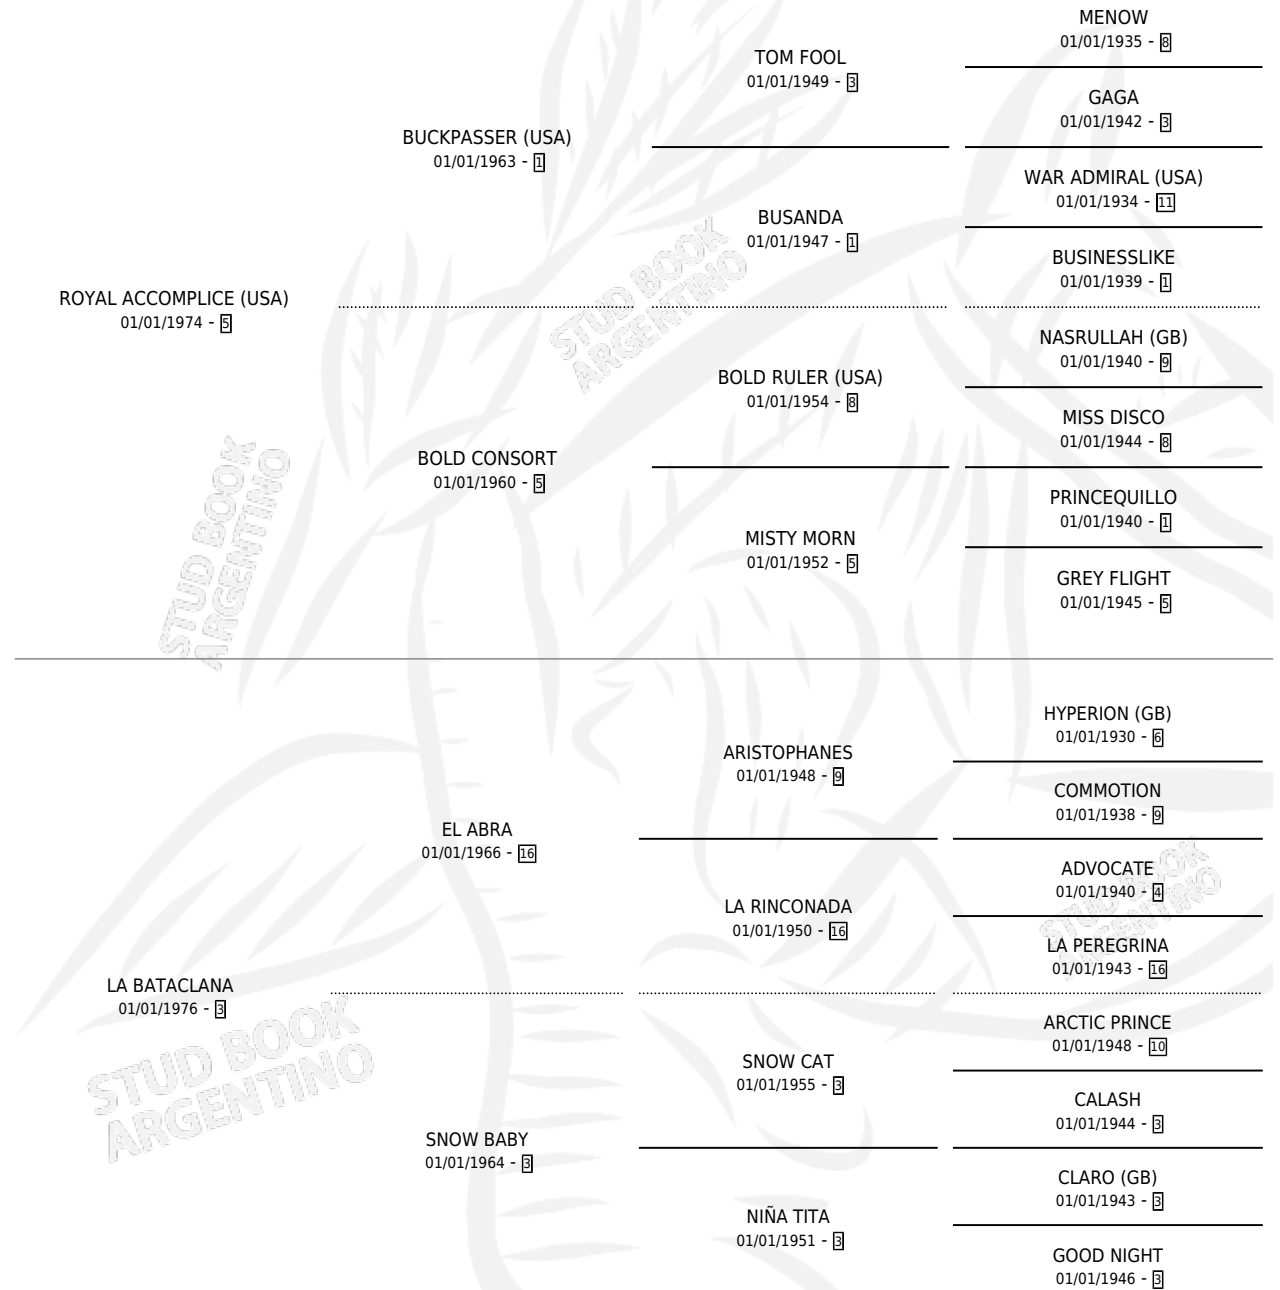 MENOW
01/01/1935 - 8
TOM FOOL
01/01/1949 - 3
GAGA
01/01/1942 - 3
BUCKPASSER (USA)
01/01/1963 - 1
WAR ADMIRAL (USA)
01/01/1934 - 11
BUSANDA
01/01/1947 - 1
BUSINESSLIKE
01/01/1939 - 1
ROYAL ACCOMPLICE (USA)
01/01/1974 - 5
STUD BOOK
ARGENTINO
NASRULLAH (GB)
01/01/1940 - 9
BOLD RULER (USA)
01/01/1954 - 8
MISS DISCO
01/01/1944 - 8
BOLD CONSORT
01/01/1960 - 5
PRINCEQUILLO
01/01/1940 - 1
MISTY MORN
01/01/1952 - 5
GREY FLIGHT
01/01/1945 - 5
STUD BOOK
ARGENTINO
HYPERION (GB)
01/01/1930 - 6
ARISTOPHANES
01/01/1948 - 9
COMMOTION
01/01/1938 - 9
EL ABRA
01/01/1966 - 16
ADVOCATE
01/01/1940 - 4
LA RINCONADA
01/01/1950 - 16
STUD BOOK
ARGENTINO
LA PEREGRINA
01/01/1943 - 16
LA BATACLANA
01/01/1976 - 3
ARCTIC PRINCE
01/01/1948 - 10
SNOW CAT
01/01/1955 - 3
STUD BOOK
ARGENTINO
CALASH
01/01/1944 - 3
SNOW BABY
01/01/1964 - 3
CLARO (GB)
01/01/1943 - 3
NIÑA TITA
01/01/1951 - 3
GOOD NIGHT
01/01/1946 - 3